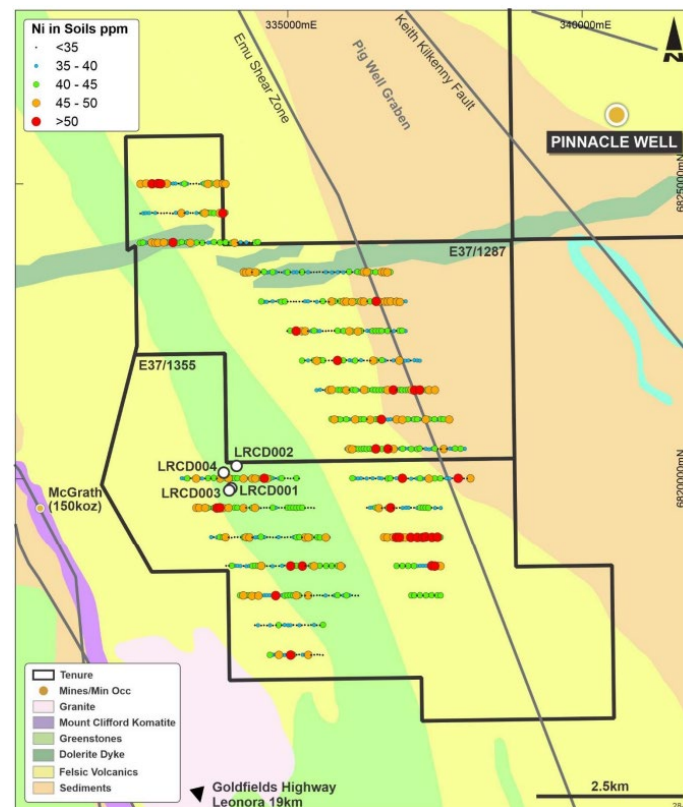 335000mE
340000mE
Ni in Soils ppm
<35
35 - 40
40 - 45
45 - 50
>50
Emu Shear Zone
Pig Well Graben
Keith Kilkenny Fault
N
PINNACLE WELL
6825000mN
E37/1287
E37/1355
LRCD002
LRCD004
LRCD003
LRCD001
McGrath
(150koz)
6820000mN
Tenure
Mines/Min Occ
Granite
Mount Clifford Komatite
Greenstones
Dolerite Dyke
Felsic Volcanics
Sediments
Goldfields Highway
Leonora 19km
2.5km